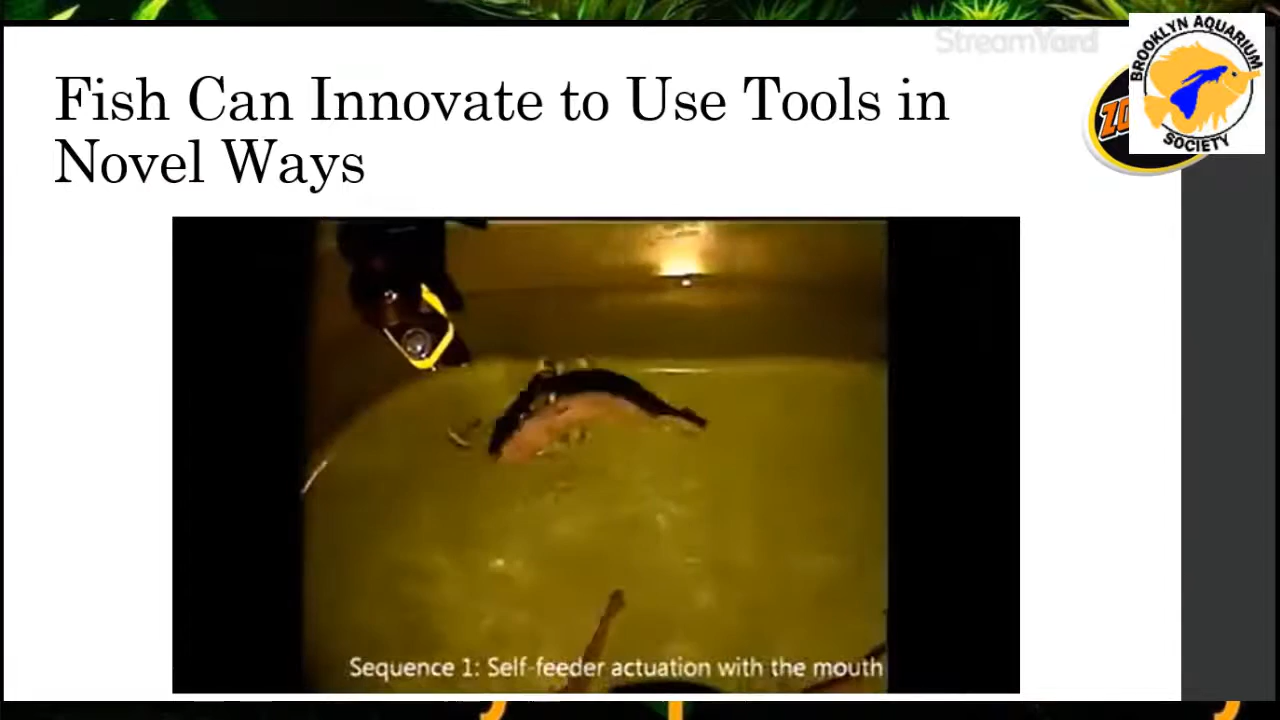 StreamYard
BROOKLYN AQUARIUM
SOCIETY
Fish Can Innovate to Use Tools in
Novel Ways
Sequence 1: Self-feeder actuation with the mouth